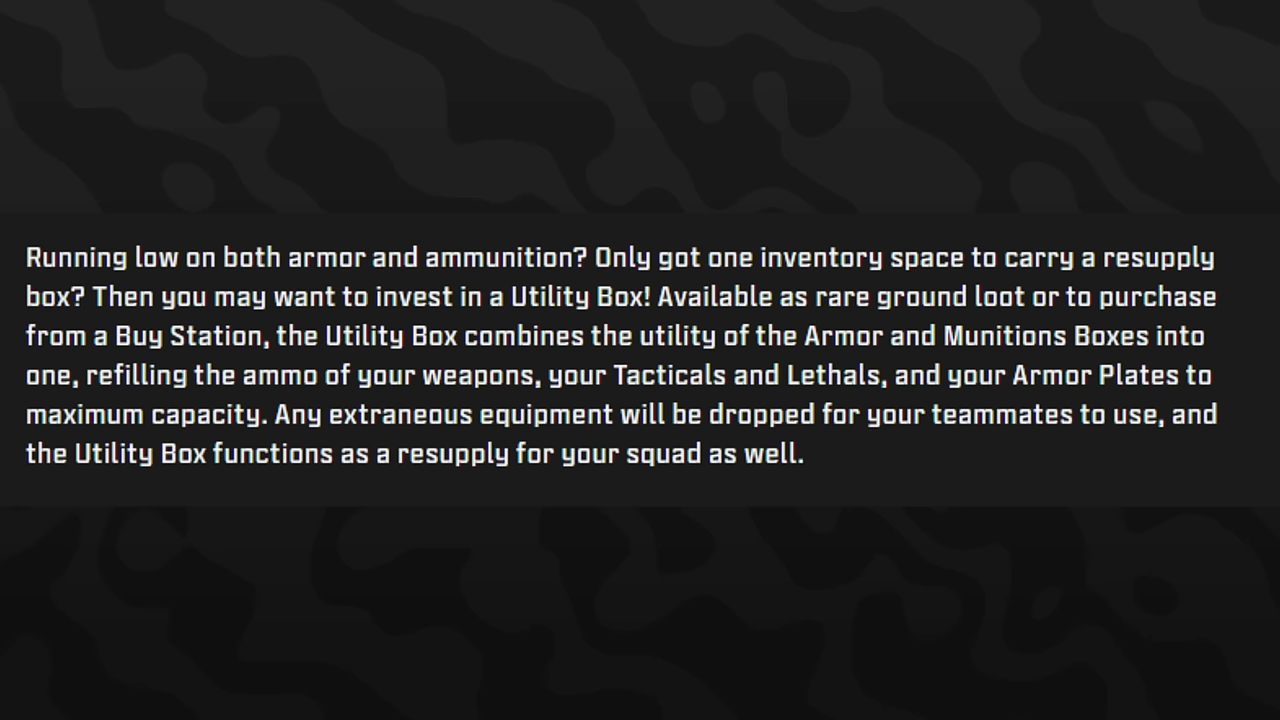 Running low on both armor and ammunition? Only got one inventory space to carry a resupply
box? Then you may want to invest in a Utility Box! Available as rare ground loot or to purchase
from a Buy Station, the Utility Box combines the utility of the Armor and Munitions Boxes into
one, refilling the ammo of your weapons, your Tacticals and Lethals, and your Armor Plates to
maximum capacity. Any extraneous equipment will be dropped for your teammates to use, and
the Utility Box functions as a resupply for your squad as well.